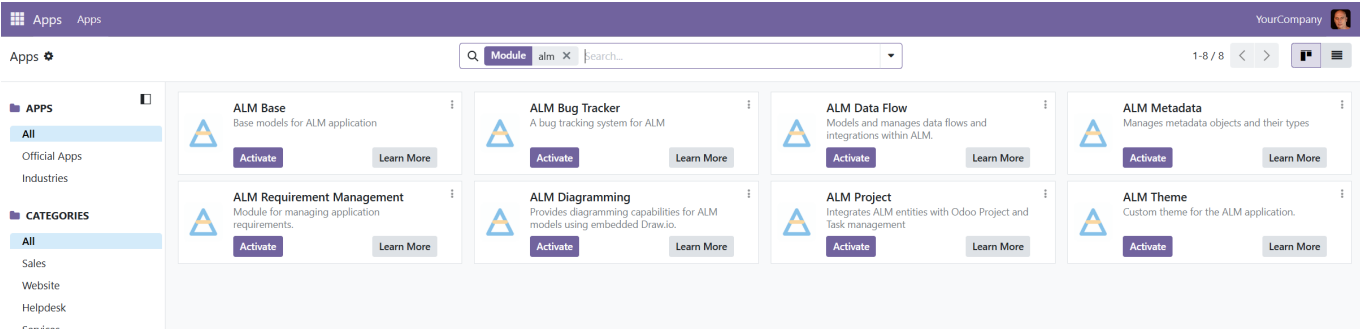 Apps Apps YourCompany
Apps Module alm Search... 1-8 / 8
APPS
All
Official Apps
Industries
CATEGORIES
All
Sales
Website
Helpdesk
Services
ALM Base
Base models for ALM application
Activate Learn More
ALM Bug Tracker
A bug tracking system for ALM
Activate Learn More
ALM Data Flow
Models and manages data flows and
integrations within ALM.
Activate Learn More
ALM Metadata
Manages metadata objects and their types
Activate Learn More
ALM Requirement Management
Module for managing application
requirements.
Activate Learn More
ALM Diagramming
Provides diagramming capabilities for ALM
models using embedded Draw.io.
Activate Learn More
ALM Project
Integrates ALM entities with Odoo Project and
Task management
Activate Learn More
ALM Theme
Custom theme for the ALM application.
Activate Learn More